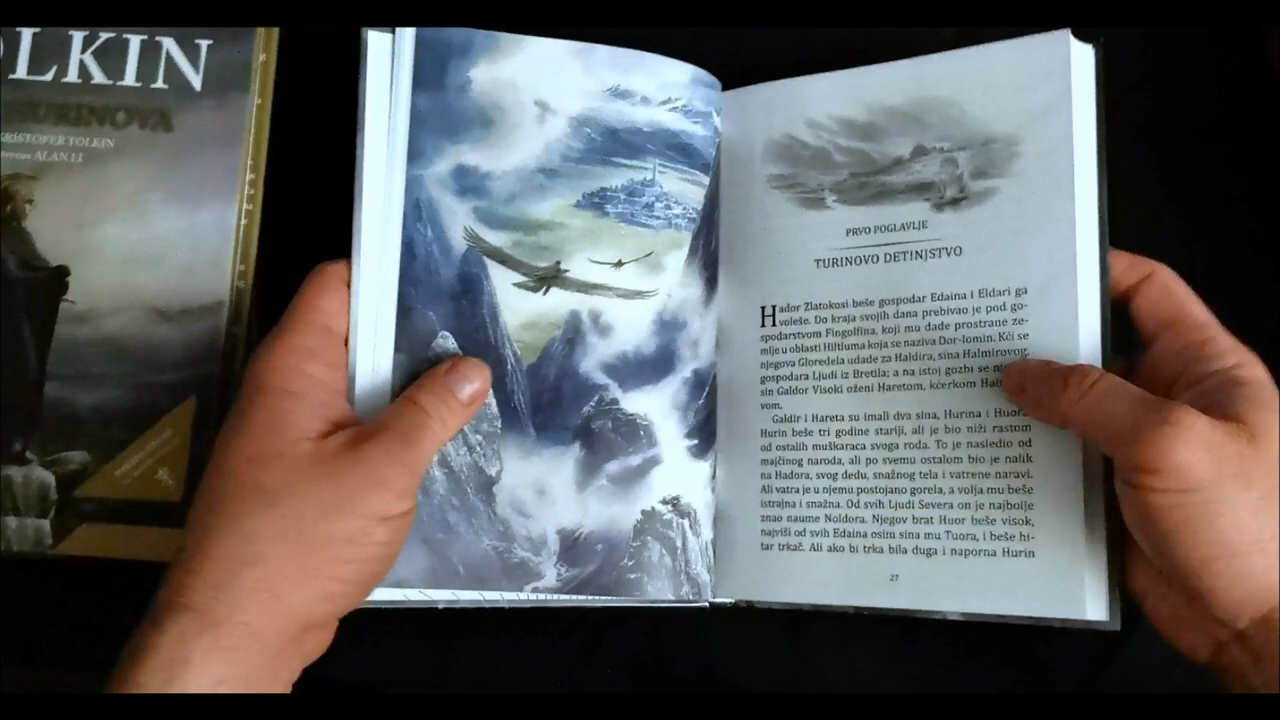 OLKIN
HURINOVA
KRISTOFER TOLKIN
ALAN LI
PRVO POGLAVLJE
TURINOVO DETINJSTVO
Hador Zlatokosi beše gospodar Edaina i Eldari ga
voleše. Do kraja svojih dana prebivao je pod go-
spodarstvom Fingolfina, koji mu dade prostrane ze-
mlje u oblasti Hitluma koja se naziva Dor-lomin. Kći se
njegova Gloredela udade za Haldira, sina Halmirovog,
gospodara Ljudi iz Bretila; a na istoj gozbi se
sin Galdor Visoki oženi Haretom, kćerkom
vom.
Galdir i Hareta su imali dva sina, Hurina i Huora.
Hurin beše tri godine stariji, ali je bio niži rastom
od ostalih muškaraca svoga roda. To je nasledio od
majčinog naroda, ali po svemu ostalom bio je nalik
na Hadora, svog dedu, snažnog tela i vatrene naravi.
Ali vatra je u njemu postojano gorela, a volja mu beše
istrajna i snažna. Od svih Ljudi Severa on je najbolje
znao naume Noldora. Njegov brat Huor beše visok,
najviši od svih Edaina osim sina mu Tuora, i beše hi-
tar trkač. Ali ako bi trka bila duga i naporna Hurin
27